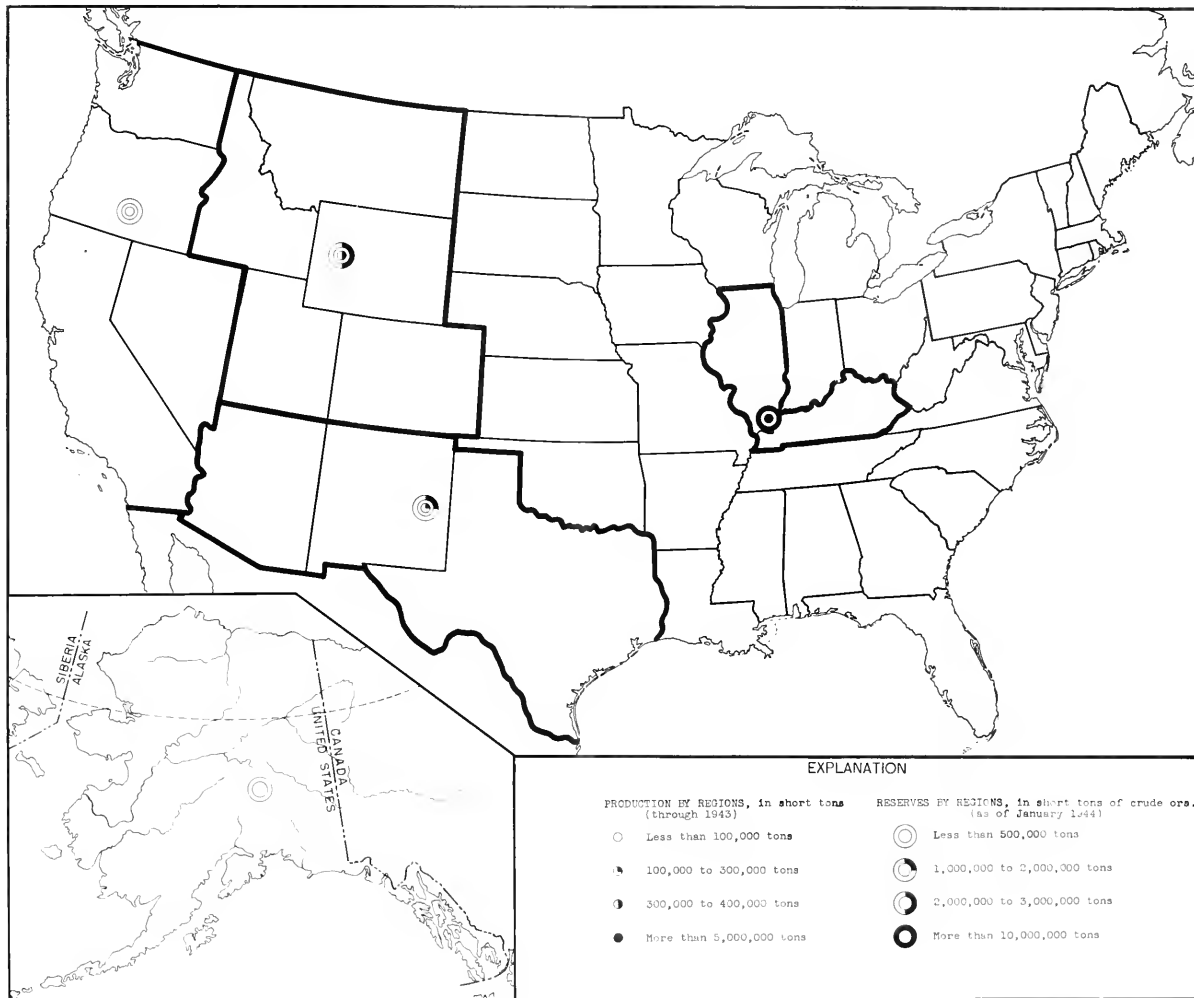 SIBERIA
ALASKA
CANADA
UNITED STATES
EXPLANATION
PRODUCTION BY REGIONS, in short tons
(through 1943)
Less than 100,000 tons
100,000 to 300,000 tons
300,000 to 400,000 tons
More than 5,000,000 tons
RESERVES BY REGIONS, in short tons of crude ore.
(as of January 1944)
Less than 500,000 tons
1,000,000 to 2,000,000 tons
2,000,000 to 3,000,000 tons
More than 10,000,000 tons